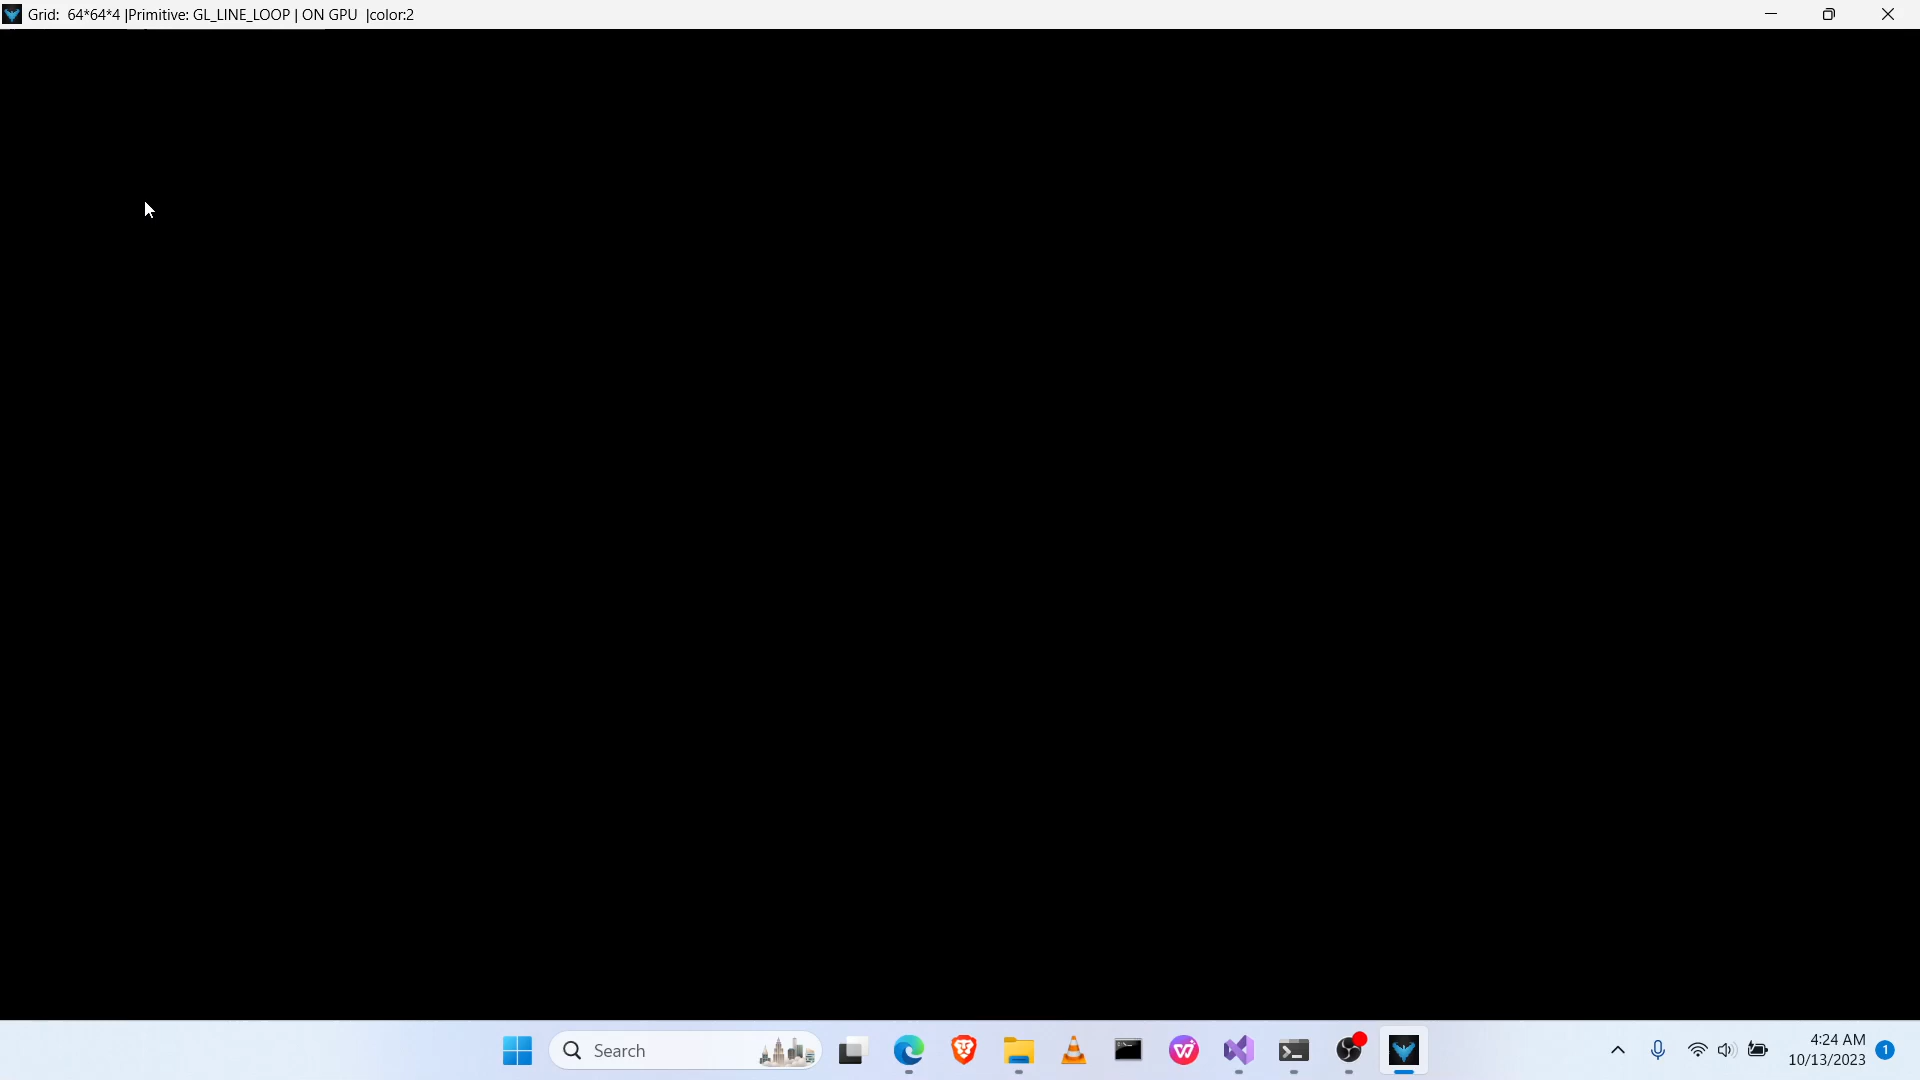 Grid:  64*64*4 |Primitive: GL_LINE_LOOP | ON GPU  |color:2
Search
4:24 AM
10/13/2023
1